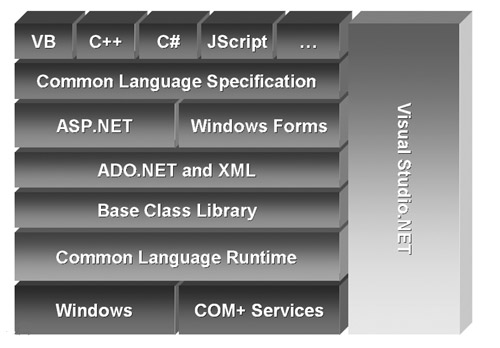 VB
C++
C#
JScript
...
Common Language Specification
ASP.NET
Windows Forms
ADO.NET and XML
Base Class Library
Common Language Runtime
Windows
COM+ Services
Visual Studio.NET